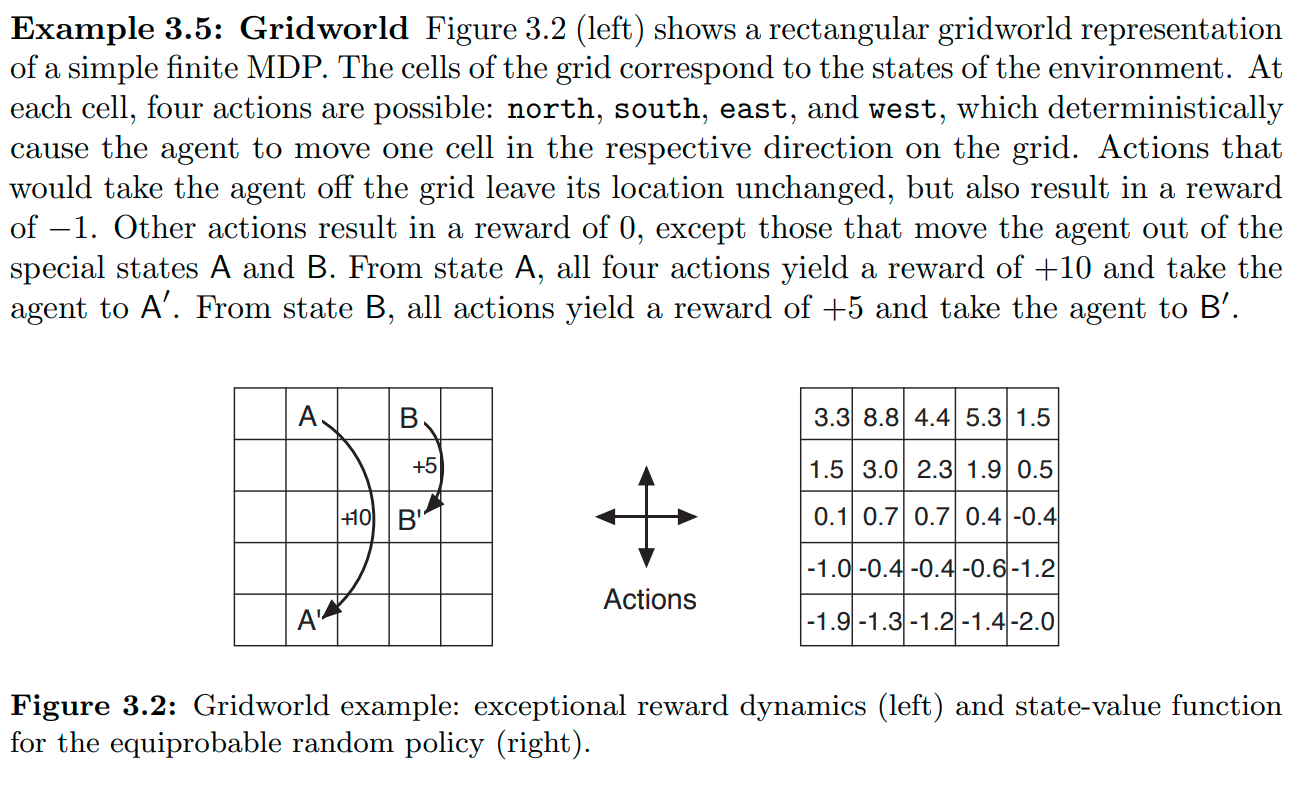 Example 3.5: Gridworld Figure 3.2 (left) shows a rectangular gridworld representation
of a simple finite MDP. The cells of the grid correspond to the states of the environment. At
each cell, four actions are possible: north, south, east, and west, which deterministically
cause the agent to move one cell in the respective direction on the grid. Actions that
would take the agent off the grid leave its location unchanged, but also result in a reward
of −1. Other actions result in a reward of 0, except those that move the agent out of the
special states A and B. From state A, all four actions yield a reward of +10 and take the
agent to A′. From state B, all actions yield a reward of +5 and take the agent to B′.
A B
+5
+10 B'
A'
Actions
3.3 8.8 4.4 5.3 1.5
1.5 3.0 2.3 1.9 0.5
0.1 0.7 0.7 0.4 -0.4
-1.0 -0.4 -0.4 -0.6 -1.2
-1.9 -1.3 -1.2 -1.4 -2.0
Figure 3.2: Gridworld example: exceptional reward dynamics (left) and state-value function
for the equiprobable random policy (right).